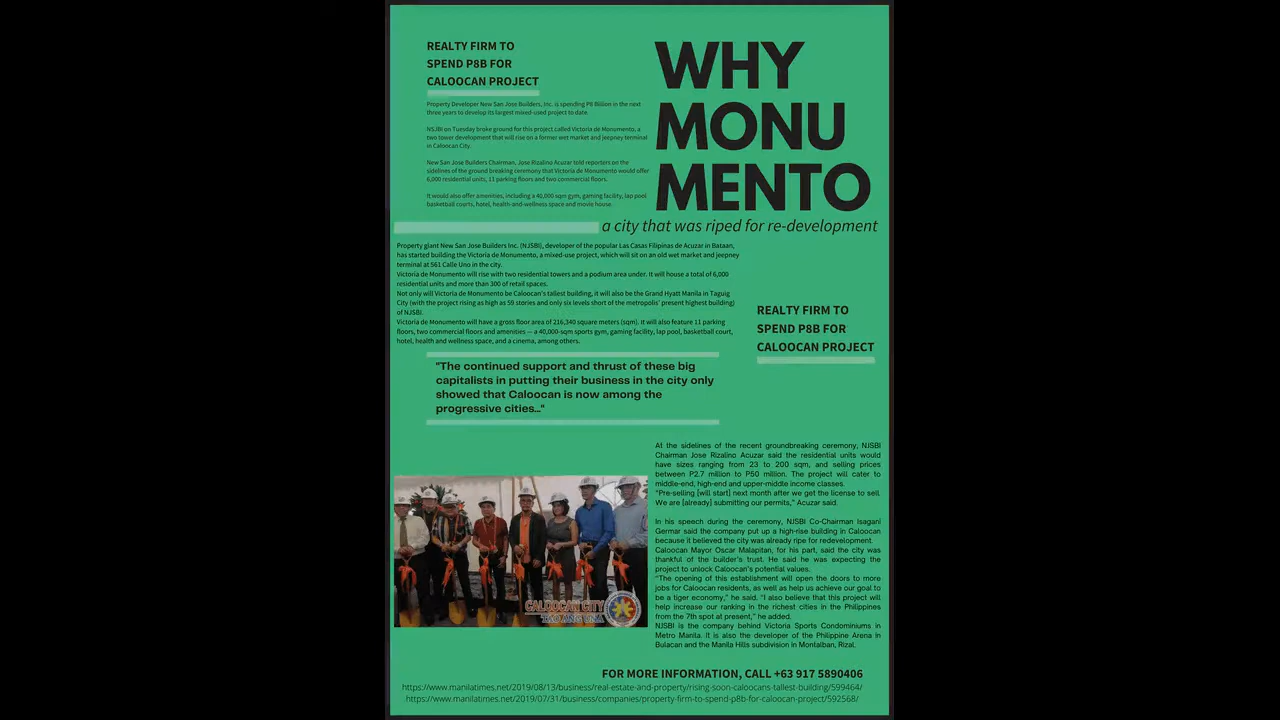 REALTY FIRM TO
SPEND P8B FOR
CALOOCAN PROJECT
Property Developer New San Jose Builders, Inc. is spending P8 Billion in the next
three years to develop its largest mixed-used project to date.
NSJBI on Tuesday broke ground for this project called Victoria de Monumento, a
two tower development that will rise on a former wet market and jeepney terminal
in Caloocan City.
New San Jose Builders Chairman, Jose Rizalino Acuzar told reporters on the
sidelines of the ground breaking ceremony that Victoria de Monumento would offer
6,000 residential units, 11 parking floors and two commercial floors.
It would also offer amenities, including a 40,000 sqm gym, gaming facility, lap pool,
basketball courts, hotel, health-and-wellness space and movie house.
WHY
MONU
MENTO
a city that was riped for re-development
Property giant New San Jose Builders Inc. (NJSBI), developer of the popular Las Casas Filipinas de Acuzar in Bataan,
has started building the Victoria de Monumento, a mixed-use project, which will sit on an old wet market and jeepney
terminal at 561 Calle Uno in the city.
Victoria de Monumento will rise with two residential towers and a podium area under. It will house a total of 6,000
residential units and more than 300 of retail spaces.
Not only will Victoria de Monumento be Caloocan's tallest building, it will also be the Grand Hyatt Manila in Taguig
City (with the project rising as high as 59 stories and only six levels short of the metropolis' present highest building)
of NJSBI.
Victoria de Monumento will have a gross floor area of 216,340 square meters (sqm). It will also feature 11 parking
floors, two commercial floors and amenities — a 40,000-sqm sports gym, gaming facility, lap pool, basketball court,
hotel, health and wellness space, and a cinema, among others.
REALTY FIRM TO
SPEND P8B FOR
CALOOCAN PROJECT
"The continued support and thrust of these big
capitalists in putting their business in the city only
showed that Caloocan is now among the
progressive cities..."
At the sidelines of the recent groundbreaking ceremony, NJSBI
Chairman Jose Rizalino Acuzar said the residential units would
have sizes ranging from 23 to 200 sqm, and selling prices
between P2.7 million to P50 million. The project will cater to
middle-end, high-end and upper-middle income classes.
"Pre-selling [will start] next month after we get the license to sell.
We are [already] submitting our permits," Acuzar said.
In his speech during the ceremony, NJSBI Co-Chairman Isagani
Germar said the company put up a high-rise building in Caloocan
because it believed the city was already ripe for redevelopment.
Caloocan Mayor Oscar Malapitan, for his part, said the city was
thankful of the builder's trust. He said he was expecting the
project to unlock Caloocan's potential values.
"The opening of this establishment will open the doors to more
jobs for Caloocan residents, as well as help us achieve our goal to
be a tiger economy," he said. "I also believe that this project will
help increase our ranking in the richest cities in the Philippines
from the 7th spot at present," he added.
NJSBI is the company behind Victoria Sports Condominiums in
Metro Manila. It is also the developer of the Philippine Arena in
Bulacan and the Manila Hills subdivision in Montalban, Rizal.
CALOOCAN CITY
TAO ANG UNA
FOR MORE INFORMATION, CALL +63 917 5890406
https://www.manilatimes.net/2019/08/13/business/real-estate-and-property/rising-soon-caloocans-tallest-building/599464/
https://www.manilatimes.net/2019/07/31/business/companies/property-firm-to-spend-p8b-for-caloocan-project/592568/